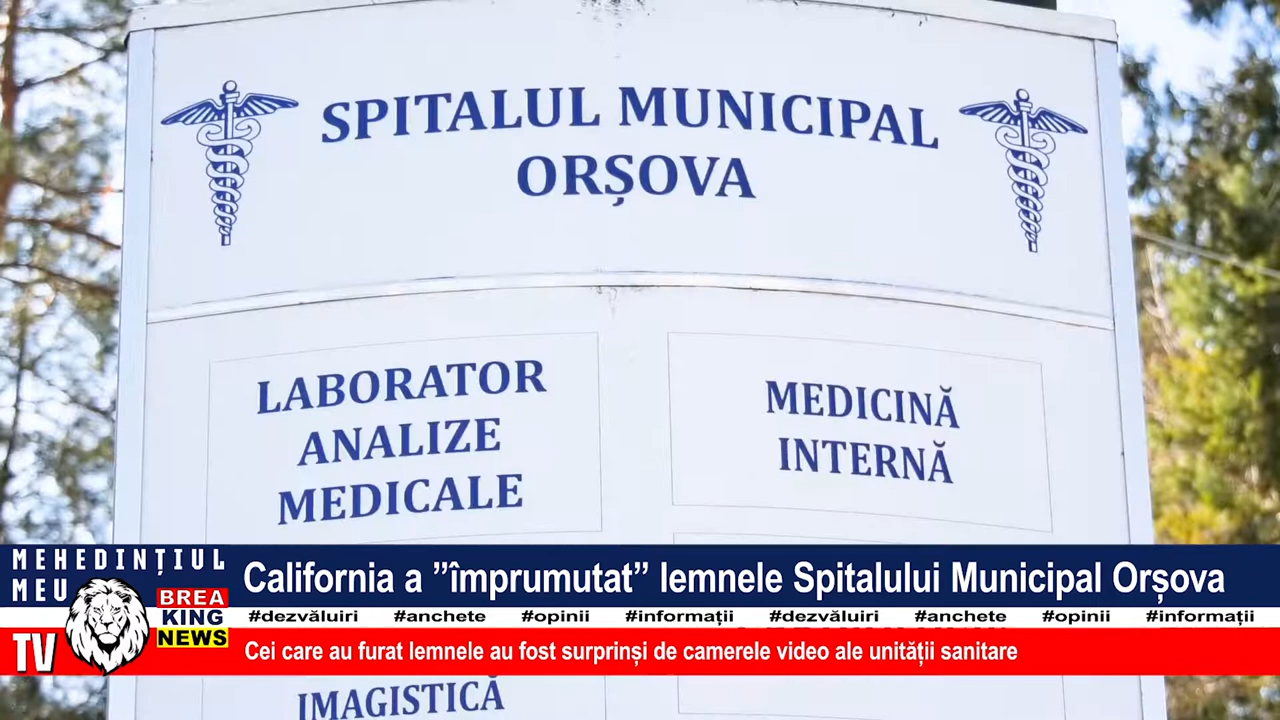 SPITALUL MUNICIPAL
ORȘOVA
LABORATOR
ANALIZE
MEDICALE
MEDICINĂ
INTERNĂ
MEHEDINȚIUL
MEU
TV
BREA
KING
NEWS
California a ”împrumutat” lemnele Spitalului Municipal Orșova
#dezvăluiri #anchete #opinii #informații #dezvăluiri #anchete #opinii #informații
Cei care au furat lemnele au fost surprinși de camerele video ale unității sanitare
IMAGISTICĂ